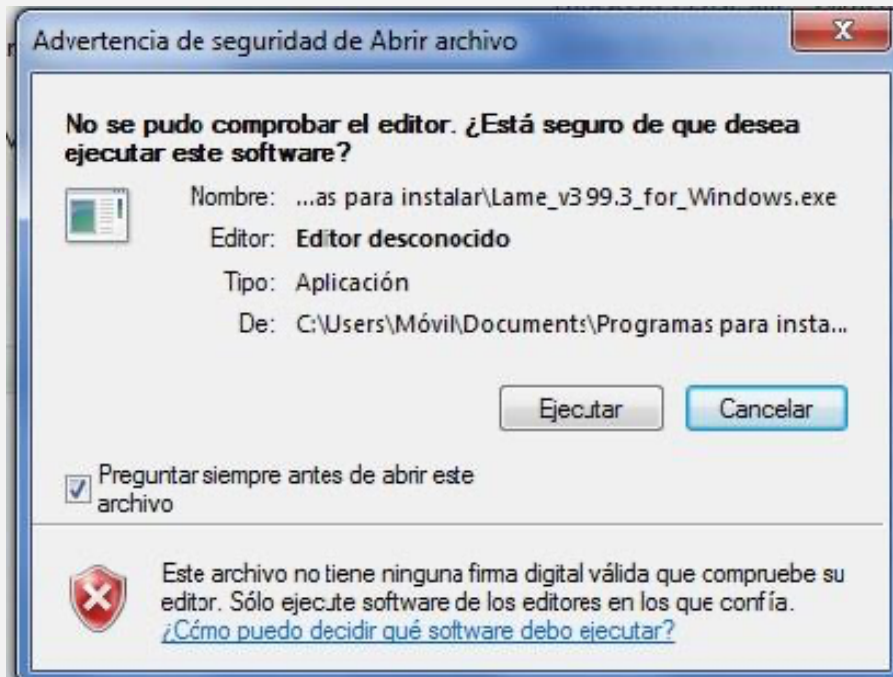 Advertencia de seguridad de Abrir archivo
No se pudo comprobar el editor. ¿Está seguro de que desea
ejecutar este software?
Nombre: ...as para instalar\Lame_v399.3_for_Windows.exe
Editor: Editor desconocido
Tipo: Aplicación
De: C:\Users\Móvil\Documents\Programas para insta...
Ejecutar Cancelar
Preguntar siempre antes de abrir este
archivo
Este archivo no tiene ninguna firma digital válida que compruebe su
editor. Sólo ejecute software de los editores en los que confía.
¿Cómo puedo decidir qué software debo ejecutar?